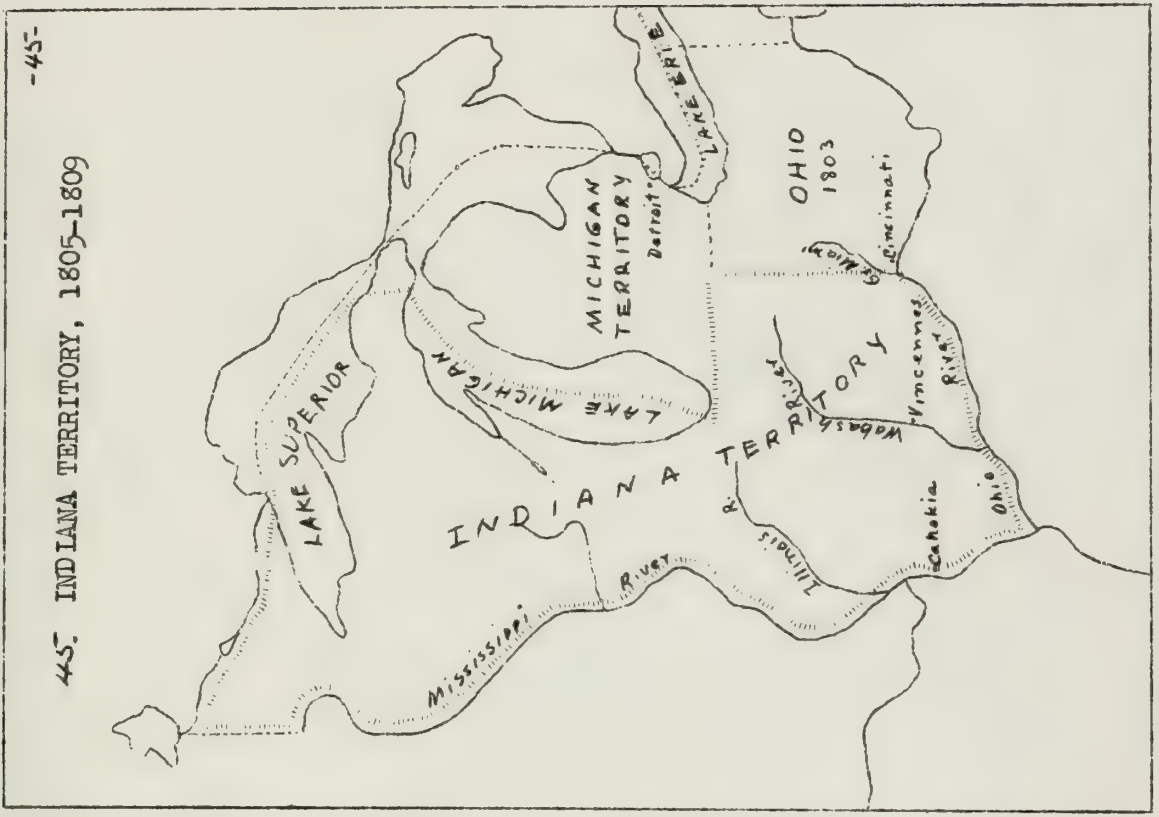 -45-
45. INDIANA TERRITORY, 1805-1809
LAKE SUPERIOR
LAKE MICHIGAN
MICHIGAN
TERRITORY
Detroit
LAKE ERIE
INDIANA TERRITORY
Mississippi River
Illinois R.
Wabash River
OHIO
1803
Cincinnati
G. Miami
Vincennes
Cahokia
Ohio River